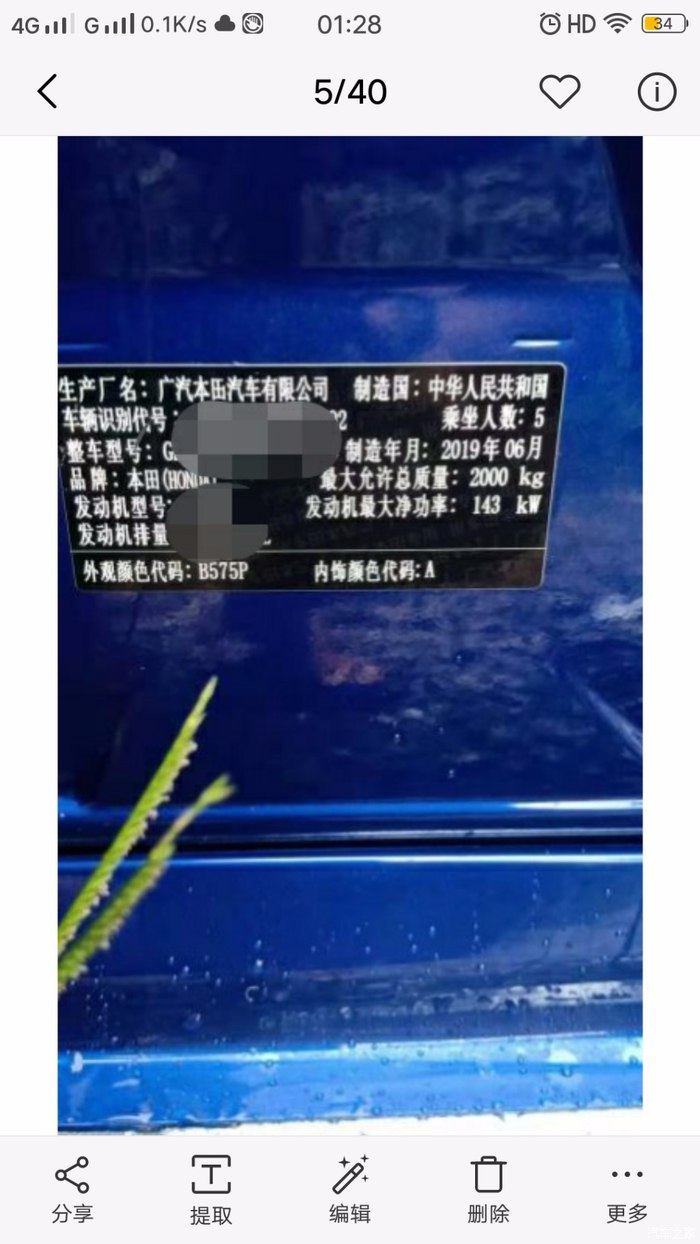 4G G 0.1K/s 01:28 HD 34
5/40
生产厂名：广汽本田汽车有限公司 制造国：中华人民共和国
车辆识别代号： 02 乘坐人数：5
整车型号：G 制造年月：2019年06月
品牌：本田(HONDA) 最大允许总质量：2000 kg
发动机型号 发动机最大净功率：143 kW
发动机排量 L
外观颜色代码：B575P 内饰颜色代码:A
分享 提取 编辑 删除 更多
汽车之家